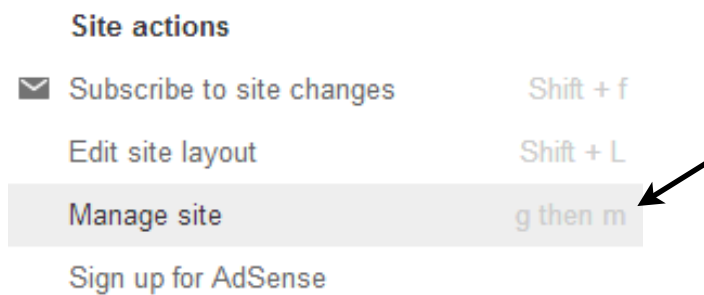 Site actions
Subscribe to site changes Shift + f
Edit site layout Shift + L
Manage site g then m
Sign up for AdSense